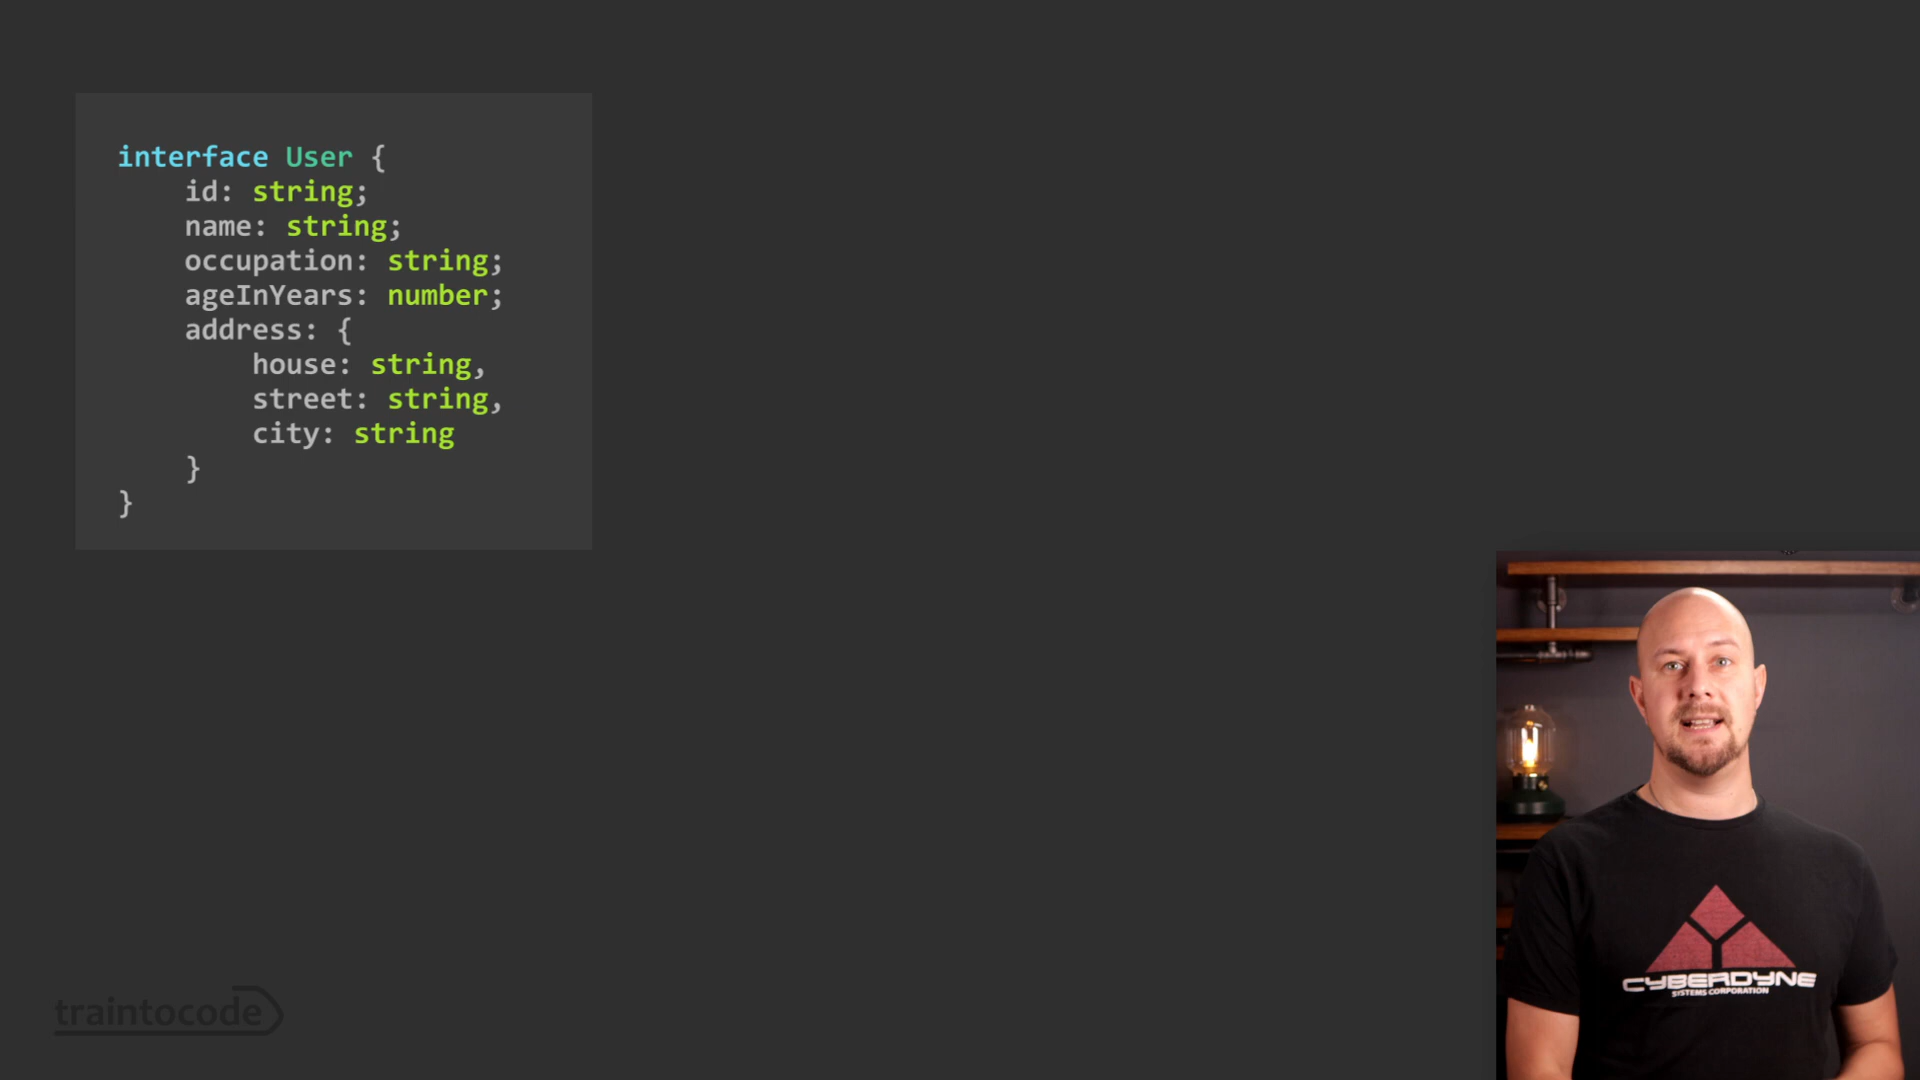 interface User {
id: string;
name: string;
occupation: string;
ageInYears: number;
address: {
house: string,
street: string,
city: string
}
}
traintocode
CYBERDYNE
SYSTEMS CORPORATION